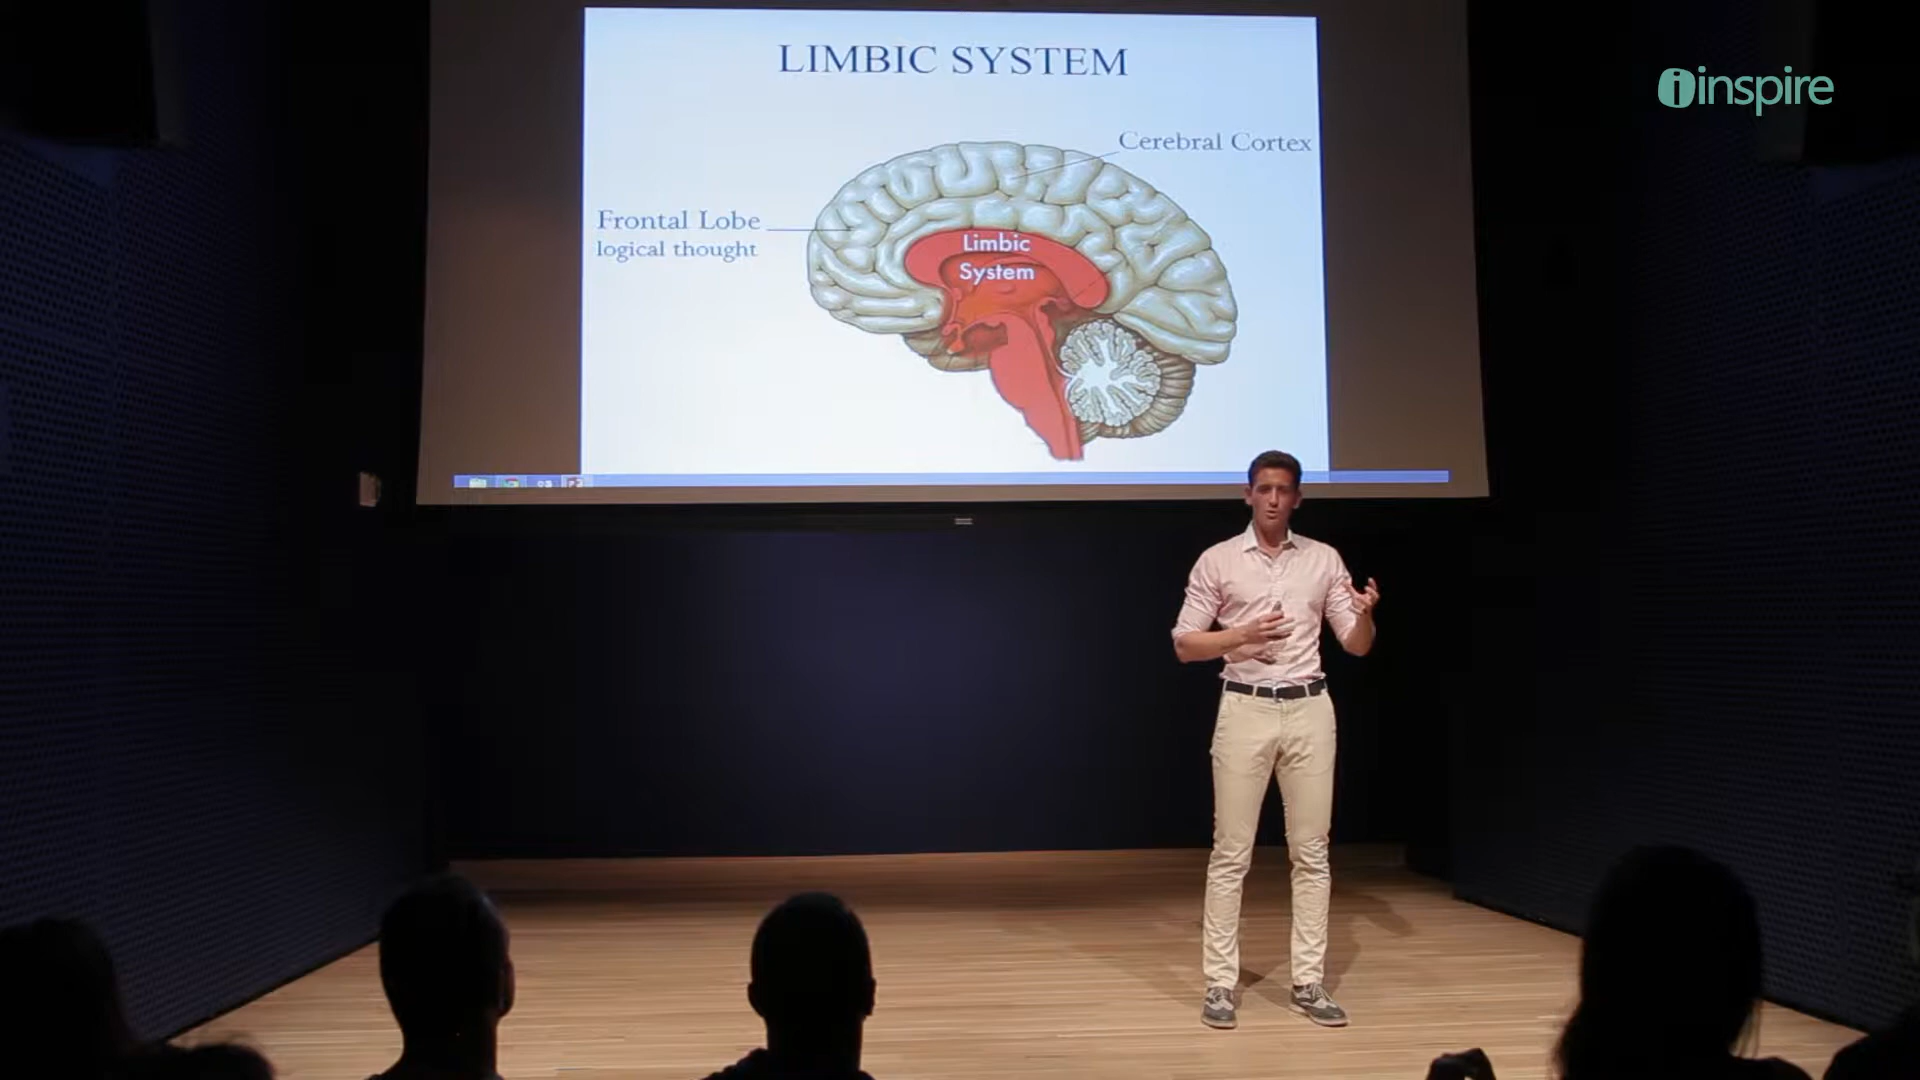 LIMBIC SYSTEM
inspire
Cerebral Cortex
Frontal Lobe
logical thought
Limbic
System